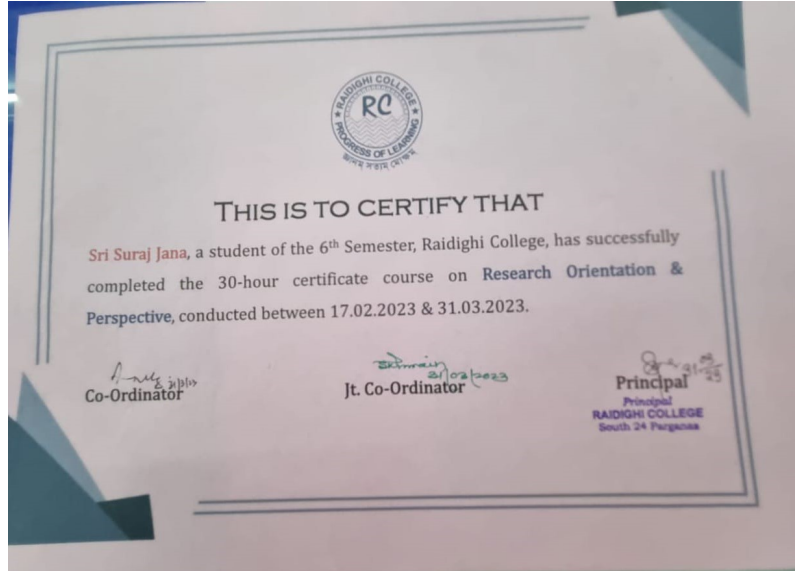 RAIDIGHI COLLEGE
RC
PROGRESS OF LEARNING
THIS IS TO CERTIFY THAT
Sri Suraj Jana, a student of the 6th Semester, Raidighi College, has successfully
completed the 30-hour certificate course on Research Orientation &
Perspective, conducted between 17.02.2023 & 31.03.2023.
Co-Ordinator
Jt. Co-Ordinator
Principal
Principal
RAIDIGHI COLLEGE
South 24 Parganas